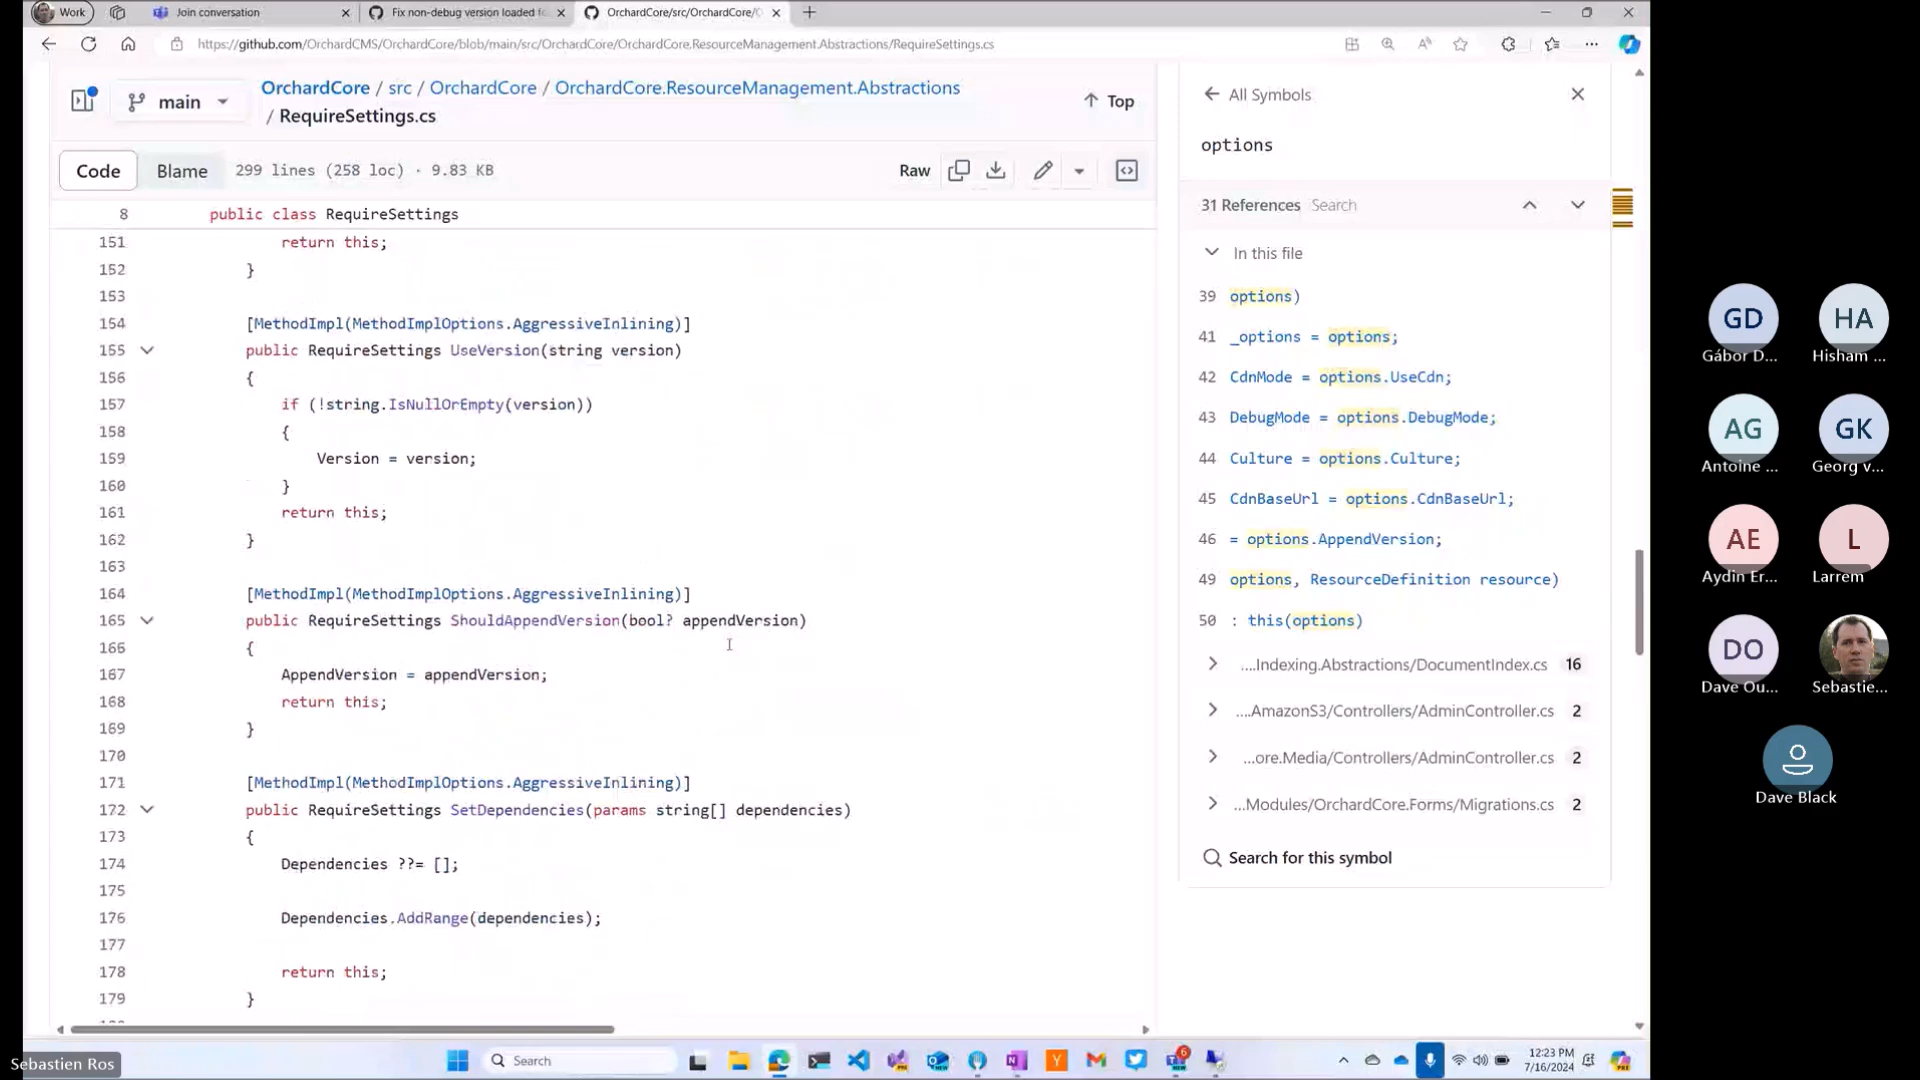 Work
Join conversation
Fix non-debug version loaded fo
OrchardCore/src/OrchardCore/O
https://github.com/OrchardCMS/OrchardCore/blob/main/src/OrchardCore/OrchardCore.ResourceManagement.Abstractions/RequireSettings.cs
main
OrchardCore / src / OrchardCore / OrchardCore.ResourceManagement.Abstractions
/ RequireSettings.cs
Top
Code
Blame
299 lines (258 loc) · 9.83 KB
Raw
8 public class RequireSettings
151 return this;
152 }
153
154 [MethodImpl(MethodImplOptions.AggressiveInlining)]
155 public RequireSettings UseVersion(string version)
156 {
157 if (!string.IsNullOrEmpty(version))
158 {
159 Version = version;
160 }
161 return this;
162 }
163
164 [MethodImpl(MethodImplOptions.AggressiveInlining)]
165 public RequireSettings ShouldAppendVersion(bool? appendVersion)
166 {
167 AppendVersion = appendVersion;
168 return this;
169 }
170
171 [MethodImpl(MethodImplOptions.AggressiveInlining)]
172 public RequireSettings SetDependencies(params string[] dependencies)
173 {
174 Dependencies ??= [];
175
176 Dependencies.AddRange(dependencies);
177
178 return this;
179 }
All Symbols
options
31 References Search
In this file
39 options)
41 _options = options;
42 CdnMode = options.UseCdn;
43 DebugMode = options.DebugMode;
44 Culture = options.Culture;
45 CdnBaseUrl = options.CdnBaseUrl;
46 = options.AppendVersion;
49 options, ResourceDefinition resource)
50 : this(options)
...Indexing.Abstractions/DocumentIndex.cs 16
...AmazonS3/Controllers/AdminController.cs 2
...ore.Media/Controllers/AdminController.cs 2
...Modules/OrchardCore.Forms/Migrations.cs 2
Search for this symbol
GD
Gábor D...
HA
Hisham ...
AG
Antoine ...
GK
Georg v...
AE
Aydin Er...
L
Larrem
DO
Dave Ou...
Sebastie...
Dave Black
Sebastien Ros
Search
6
12:23 PM
7/16/2024